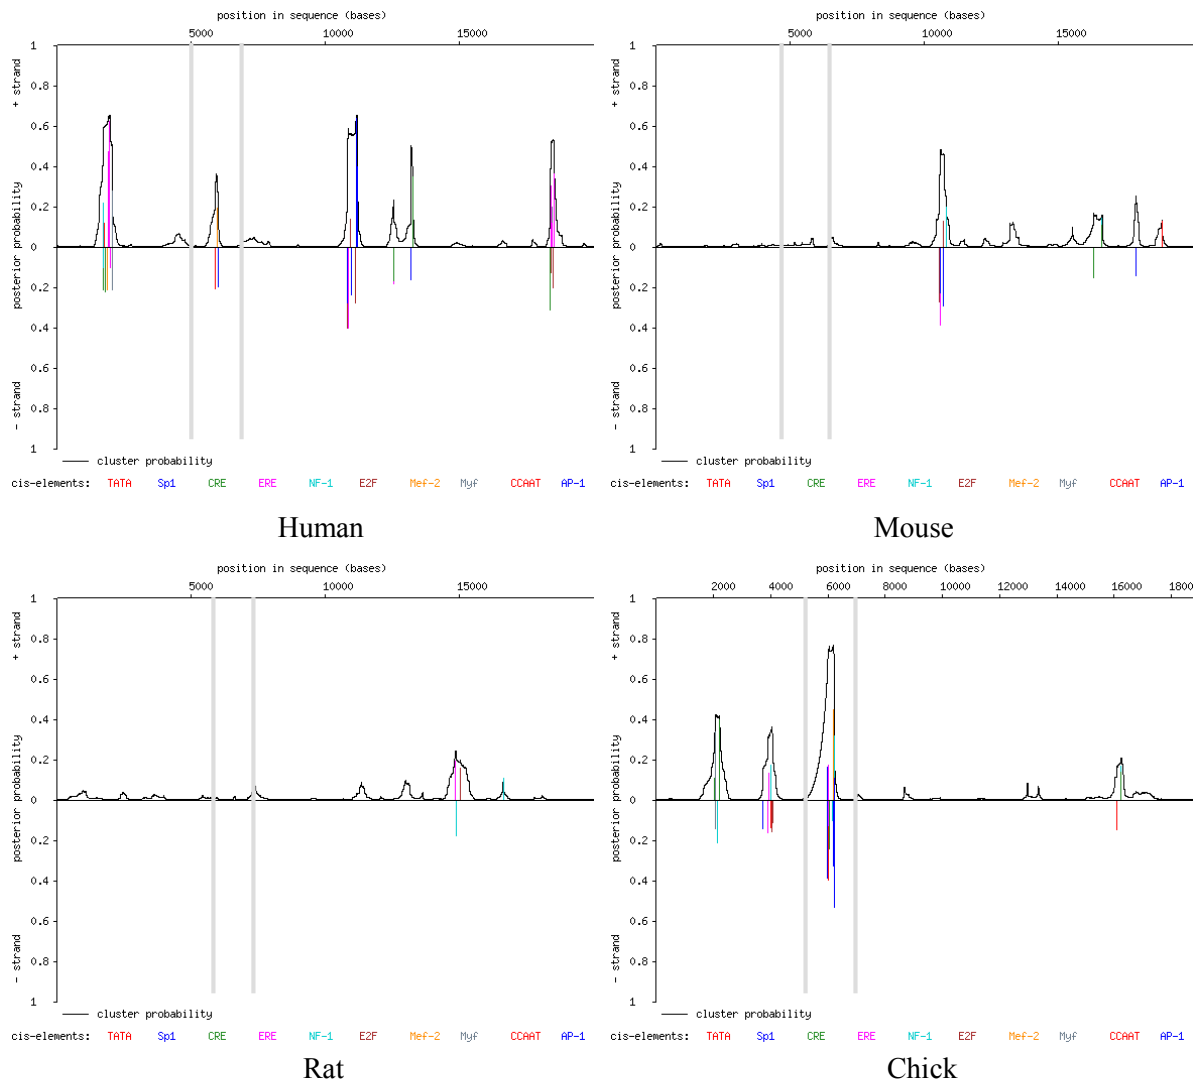 position in sequence (bases)
5000 10000 15000
1
0.8
0.6
0.4
0.2
0
0.2
0.4
0.6
0.8
1
+ strand
posterior probability
- strand
cluster probability
cis-elements: TATA Sp1 CRE ERE NF-1 E2F Mef-2 Myf CCAAT AP-1
Human
position in sequence (bases)
5000 10000 15000
1
0.8
0.6
0.4
0.2
0
0.2
0.4
0.6
0.8
1
+ strand
posterior probability
- strand
cluster probability
cis-elements: TATA Sp1 CRE ERE NF-1 E2F Mef-2 Myf CCAAT AP-1
Mouse
position in sequence (bases)
5000 10000 15000
1
0.8
0.6
0.4
0.2
0
0.2
0.4
0.6
0.8
1
+ strand
posterior probability
- strand
cluster probability
cis-elements: TATA Sp1 CRE ERE NF-1 E2F Mef-2 Myf CCAAT AP-1
Rat
position in sequence (bases)
2000 4000 6000 8000 10000 12000 14000 16000 1800
1
0.8
0.6
0.4
0.2
0
0.2
0.4
0.6
0.8
1
+ strand
posterior probability
- strand
cluster probability
cis-elements: TATA Sp1 CRE ERE NF-1 E2F Mef-2 Myf CCAAT AP-1
Chick